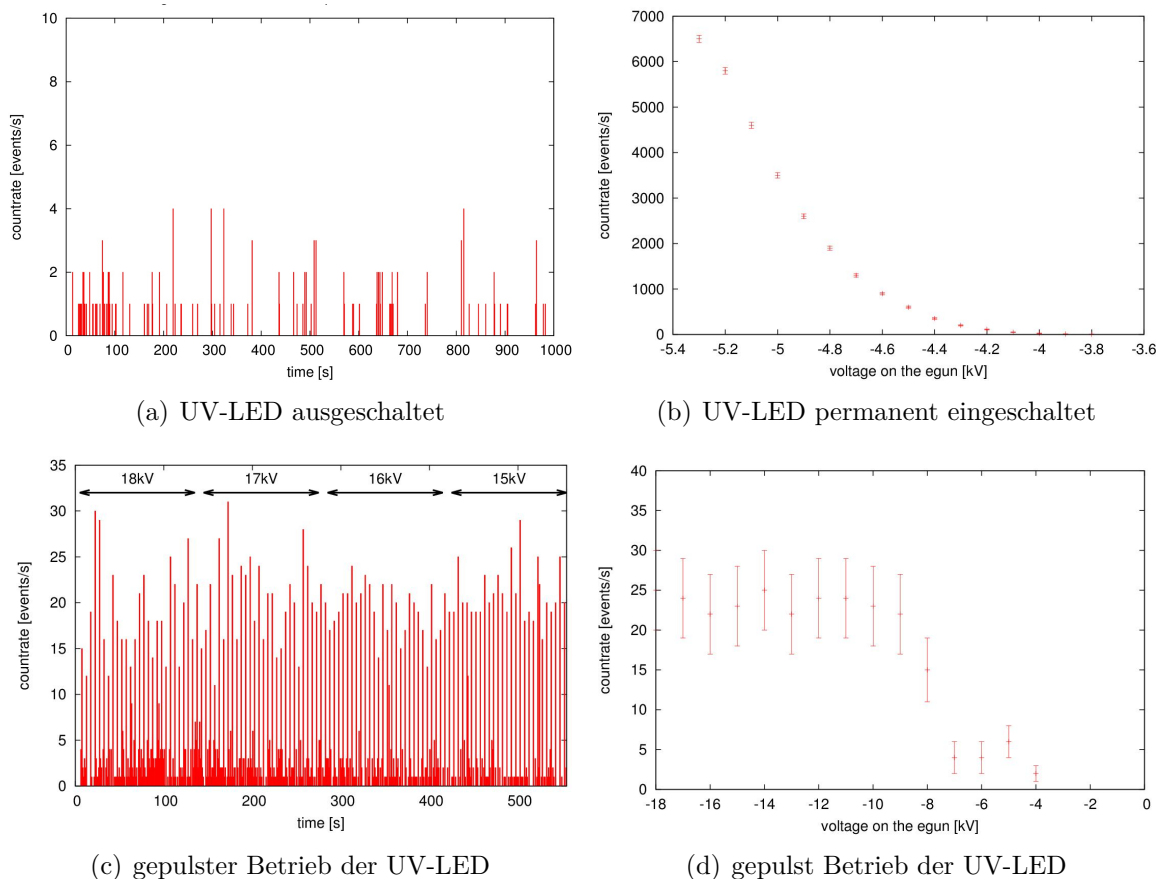 10
8
6
4
2
0
countrate [events/s]
0 100 200 300 400 500 600 700 800 900 1000
time [s]
(a) UV-LED ausgeschaltet
7000
6000
5000
4000
3000
2000
1000
0
countrate [events/s]
-5.4 -5.2 -5 -4.8 -4.6 -4.4 -4.2 -4 -3.8 -3.6
voltage on the egun [kV]
(b) UV-LED permanent eingeschaltet
35
30
25
20
15
10
5
0
countrate [events/s]
18kV 17kV 16kV 15kV
0 100 200 300 400 500
time [s]
(c) gepulster Betrieb der UV-LED
40
35
30
25
20
15
10
5
0
countrate [events/s]
-18 -16 -14 -12 -10 -8 -6 -4 -2 0
voltage on the egun [kV]
(d) gepulst Betrieb der UV-LED